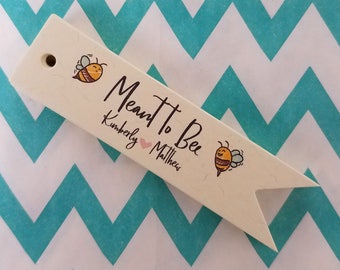 Meant To Bee
Kimberly Matthew